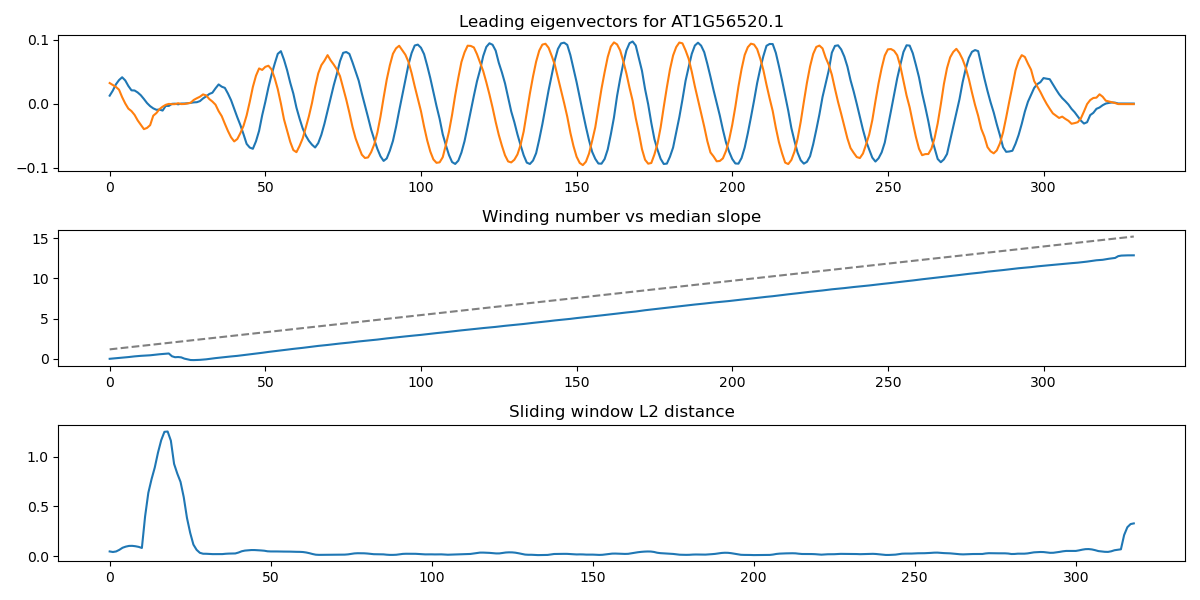 Leading eigenvectors for AT1G56520.1
0.1
0.0
−0.1
0 50 100 150 200 250 300
Winding number vs median slope
15
10
5
0
0 50 100 150 200 250 300
Sliding window L2 distance
1.0
0.5
0.0
0 50 100 150 200 250 300